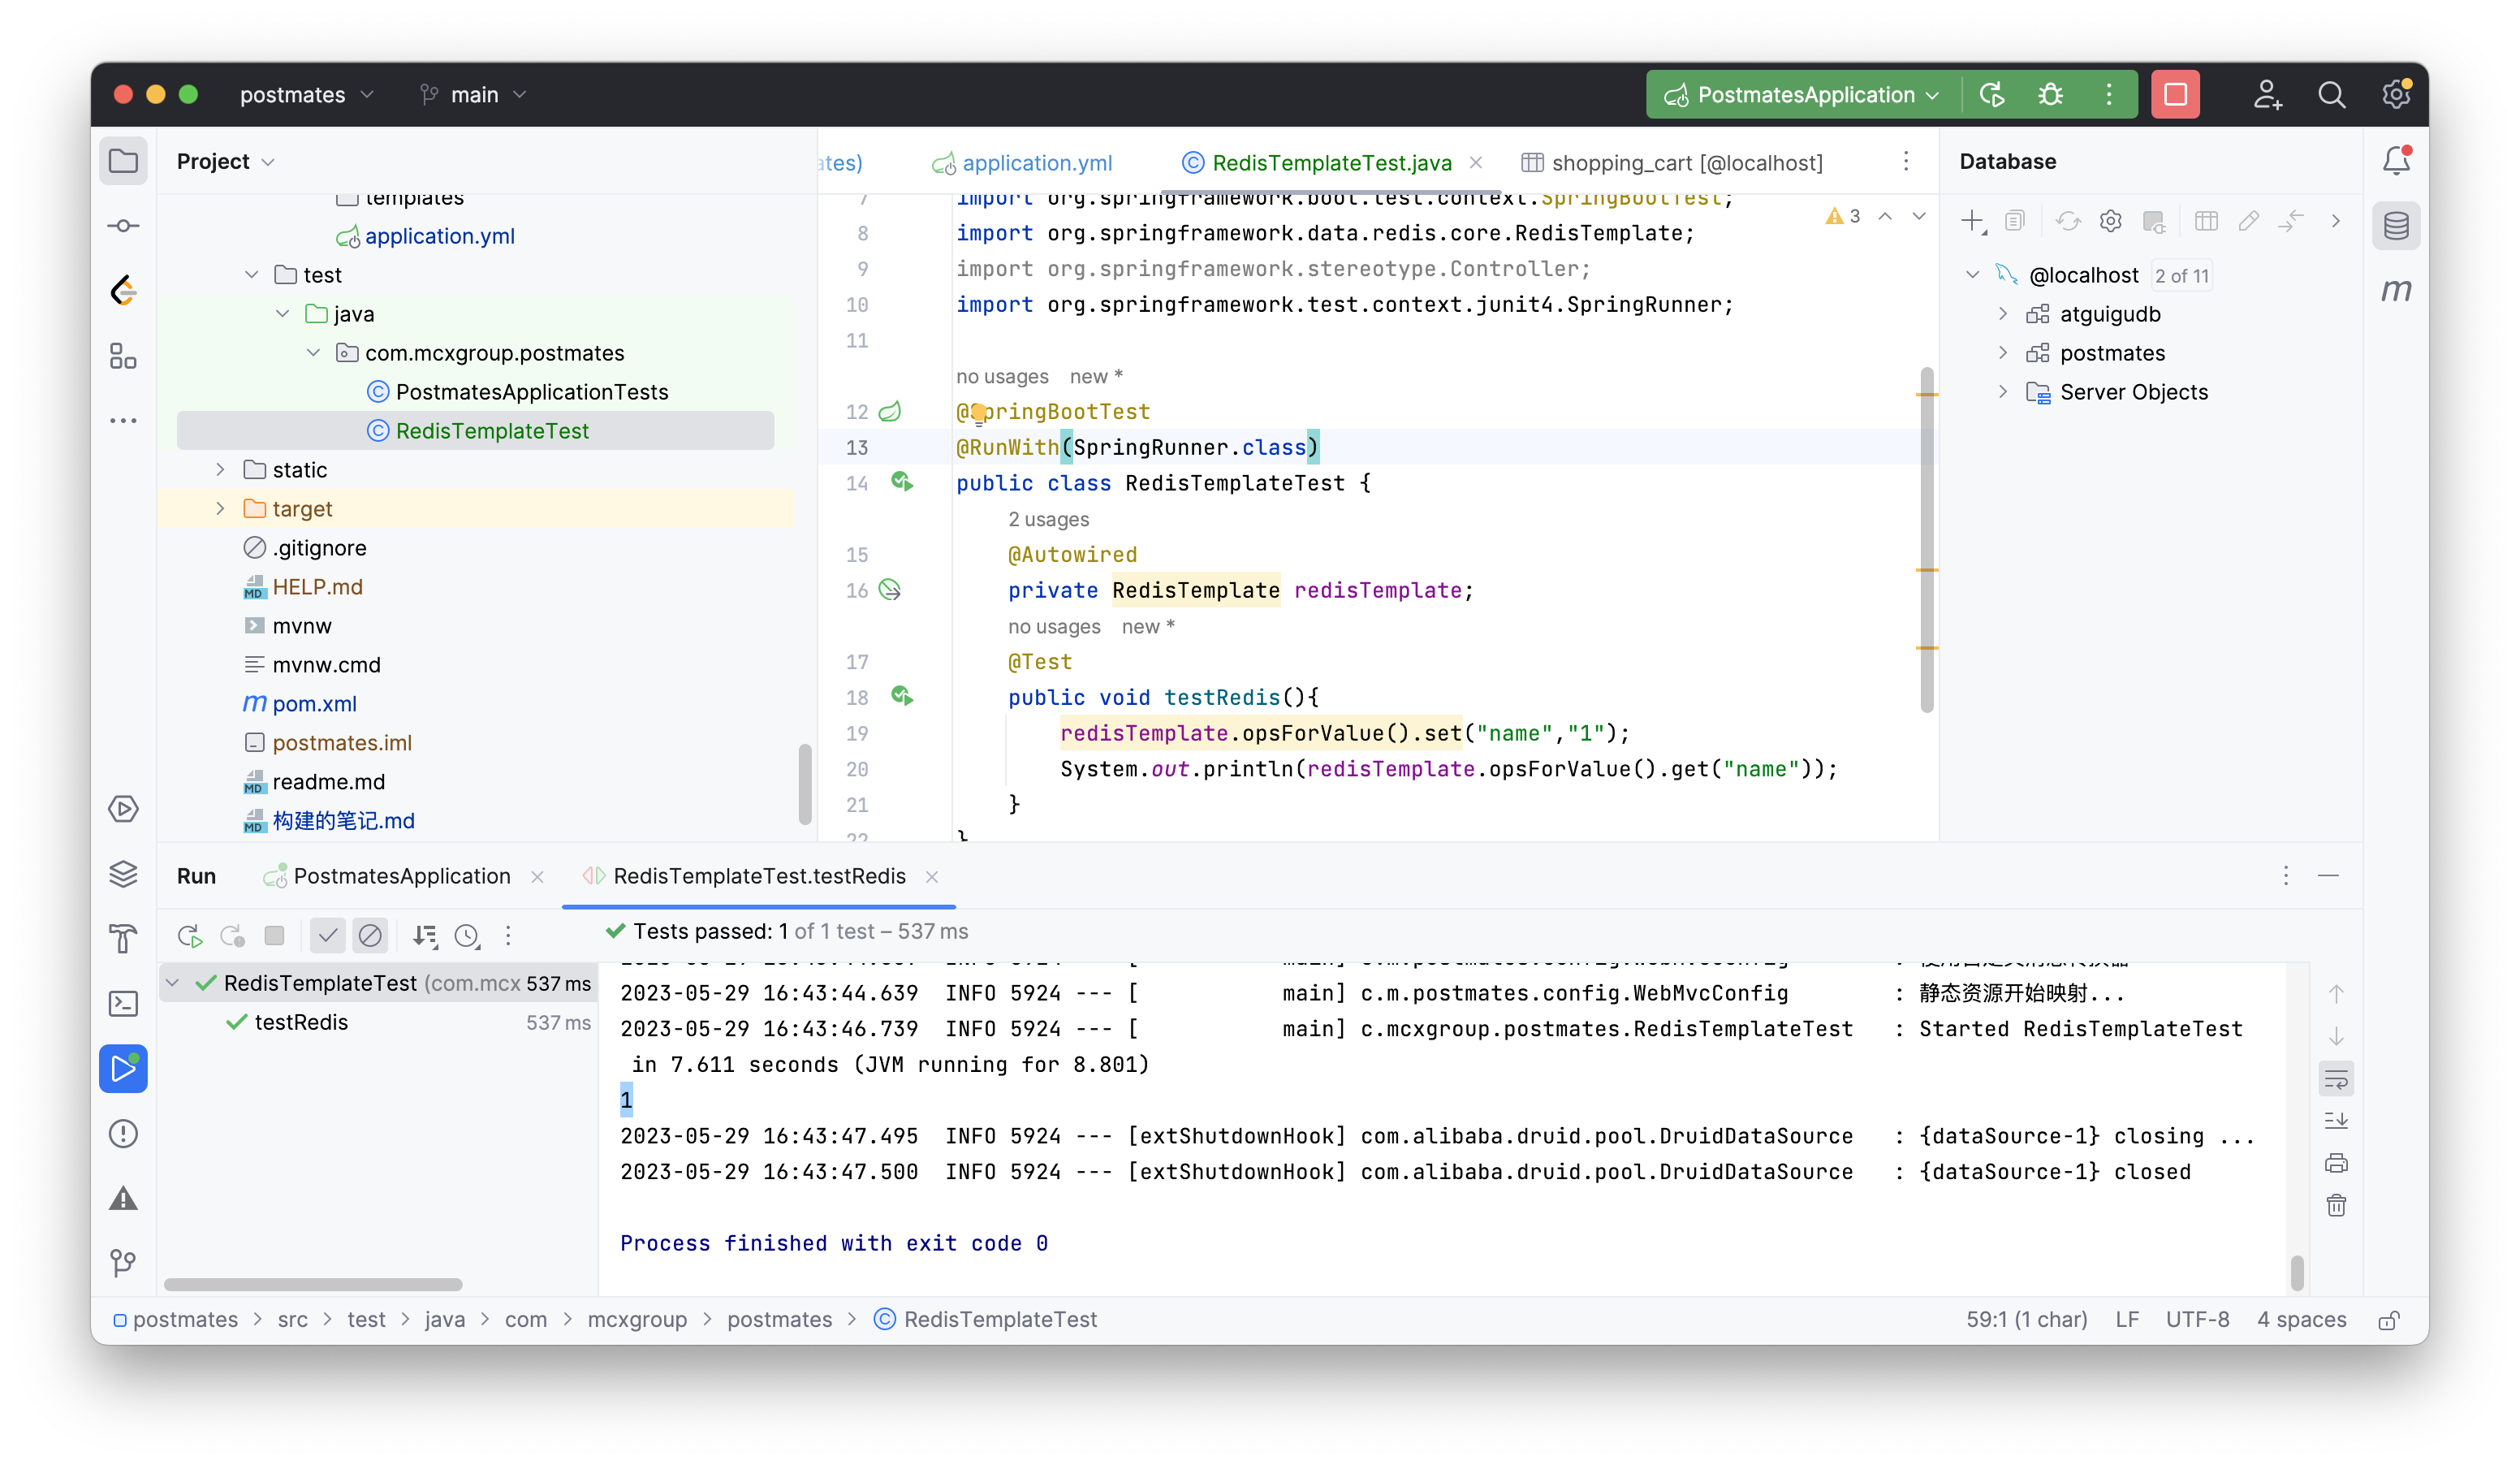 postmates
main
PostmatesApplication
Project
templates
application.yml
test
java
com.mcxgroup.postmates
PostmatesApplicationTests
RedisTemplateTest
static
target
.gitignore
MD HELP.md
mvnw
mvnw.cmd
m pom.xml
postmates.iml
MD readme.md
MD 构建的笔记.md
ates)
application.yml
RedisTemplateTest.java
shopping_cart [@localhost]
3
7 import org.springframework.boot.test.context.SpringBootTest;
8 import org.springframework.data.redis.core.RedisTemplate;
9 import org.springframework.stereotype.Controller;
10 import org.springframework.test.context.junit4.SpringRunner;
11
no usages new *
12 @SpringBootTest
13 @RunWith(SpringRunner.class)
14 public class RedisTemplateTest {
2 usages
15 @Autowired
16 private RedisTemplate redisTemplate;
no usages new *
17 @Test
18 public void testRedis(){
19 redisTemplate.opsForValue().set("name","1");
20 System.out.println(redisTemplate.opsForValue().get("name"));
21 }
22 }
Database
@localhost 2 of 11
atguigudb
postmates
Server Objects
m
Run
PostmatesApplication
RedisTemplateTest.testRedis
Tests passed: 1 of 1 test – 537 ms
RedisTemplateTest (com.mcx 537 ms
testRedis 537 ms
2023-05-29 16:43:44.639 INFO 5924 --- [ main] c.m.postmates.config.WebMvcConfig : 静态资源开始映射...
2023-05-29 16:43:46.739 INFO 5924 --- [ main] c.mcxgroup.postmates.RedisTemplateTest : Started RedisTemplateTest
in 7.611 seconds (JVM running for 8.801)
1
2023-05-29 16:43:47.495 INFO 5924 --- [extShutdownHook] com.alibaba.druid.pool.DruidDataSource : {dataSource-1} closing ...
2023-05-29 16:43:47.500 INFO 5924 --- [extShutdownHook] com.alibaba.druid.pool.DruidDataSource : {dataSource-1} closed
Process finished with exit code 0
postmates > src > test > java > com > mcxgroup > postmates > RedisTemplateTest
59:1 (1 char) LF UTF-8 4 spaces